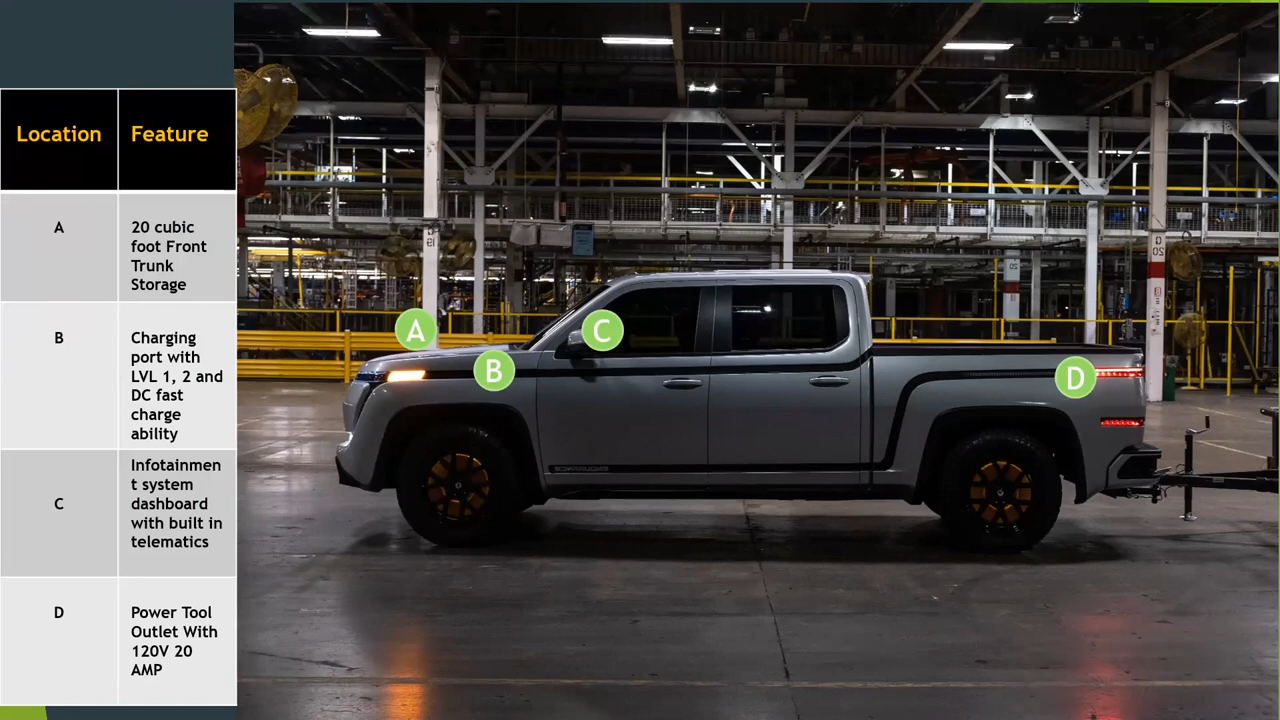 Location Feature
A
20 cubic
foot Front
Trunk
Storage
B
Charging
port with
LVL 1, 2 and
DC fast
charge
ability
C
Infotainmen
t system
dashboard
with built in
telematics
D
Power Tool
Outlet With
120V 20
AMP
A
B
C
D